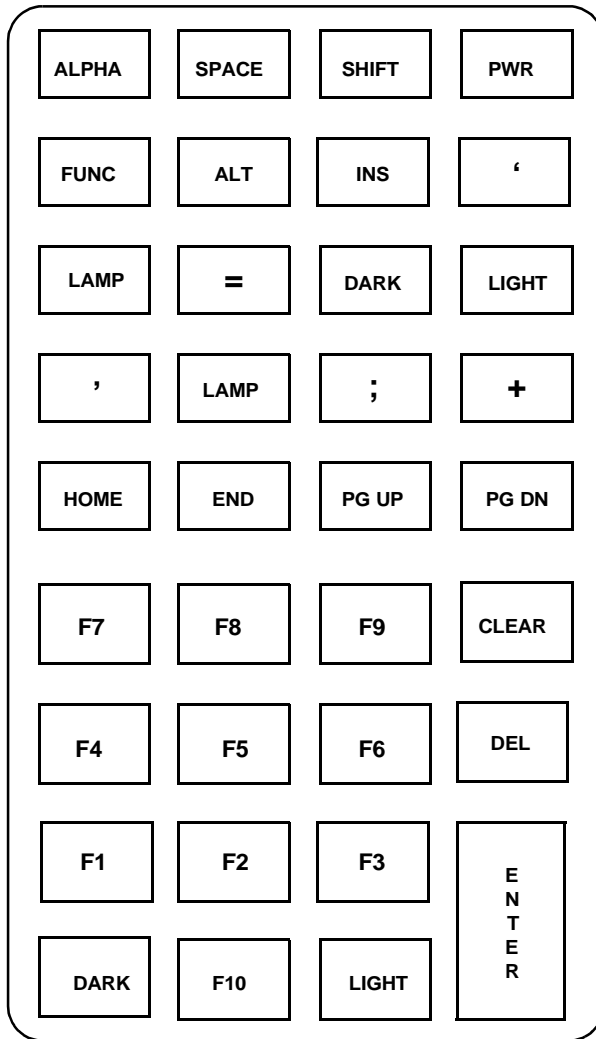 ALPHA SPACE SHIFT PWR
FUNC ALT INS ‘
LAMP = DARK LIGHT
’ LAMP ; +
HOME END PG UP PG DN
F7 F8 F9 CLEAR
F4 F5 F6 DEL
F1 F2 F3 ENTER
DARK F10 LIGHT